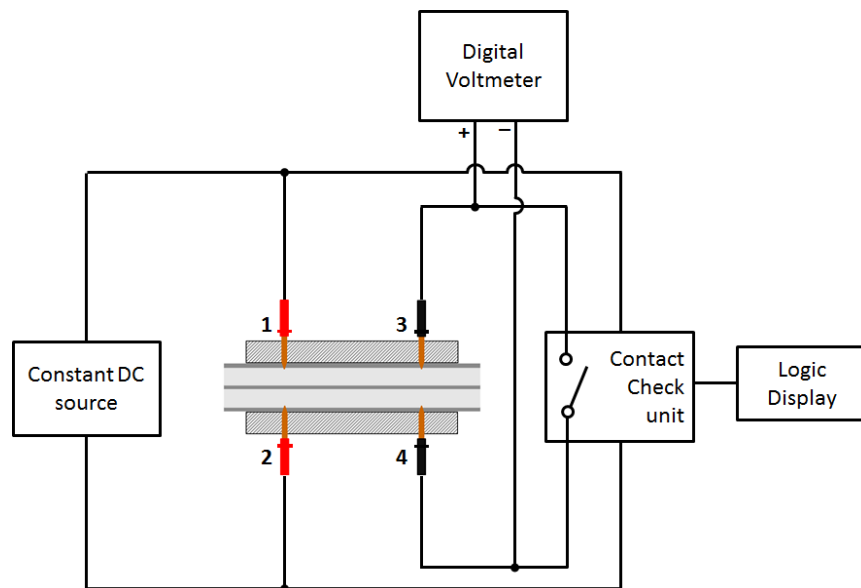 Digital
Voltmeter
+ –
1 3
Constant DC
source
Contact
Check
unit
Logic
Display
2 4